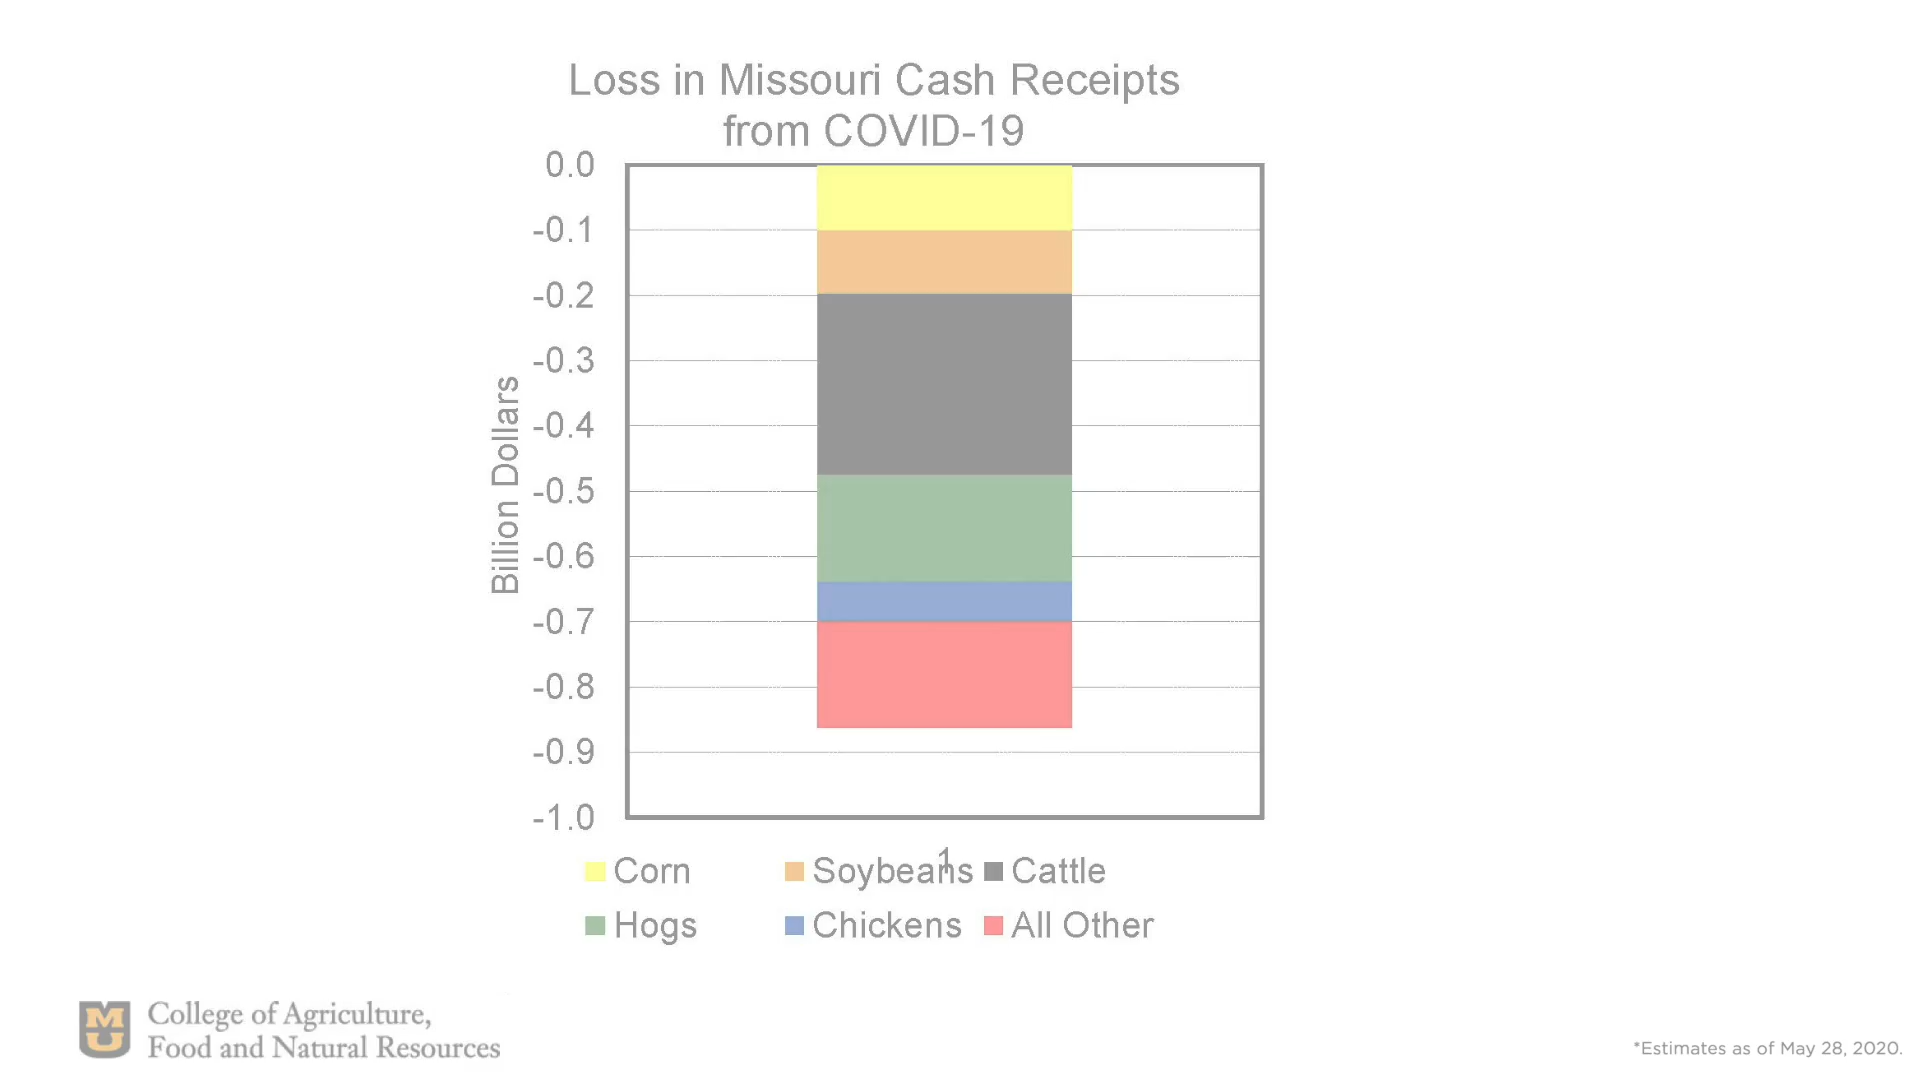 Loss in Missouri Cash Receipts
from COVID-19
0.0
-0.1
-0.2
-0.3
-0.4
-0.5
-0.6
-0.7
-0.8
-0.9
-1.0
Billion Dollars
1
Corn Soybeans Cattle
Hogs Chickens All Other
MU
College of Agriculture,
Food and Natural Resources
*Estimates as of May 28, 2020.